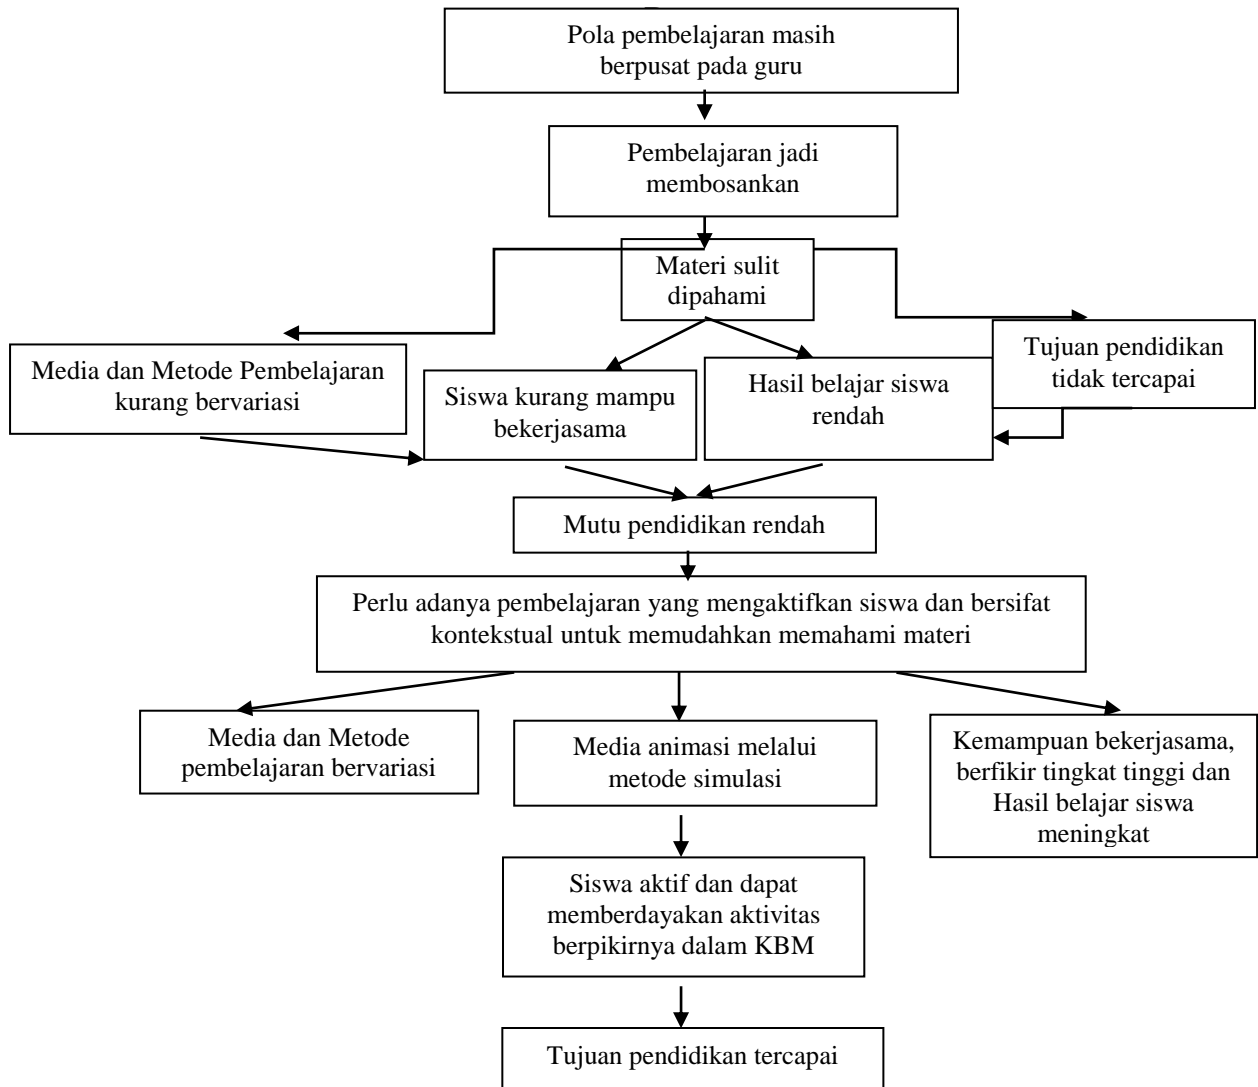 Pola pembelajaran masih
berpusat pada guru
Pembelajaran jadi
membosankan
Materi sulit
dipahami
Media dan Metode Pembelajaran
kurang bervariasi
Siswa kurang mampu
bekerjasama
Hasil belajar siswa
rendah
Tujuan pendidikan
tidak tercapai
Mutu pendidikan rendah
Perlu adanya pembelajaran yang mengaktifkan siswa dan bersifat
kontekstual untuk memudahkan memahami materi
Media dan Metode
pembelajaran bervariasi
Media animasi melalui
metode simulasi
Kemampuan bekerjasama,
berfikir tingkat tinggi dan
Hasil belajar siswa
meningkat
Siswa aktif dan dapat
memberdayakan aktivitas
berpikirnya dalam KBM
Tujuan pendidikan tercapai